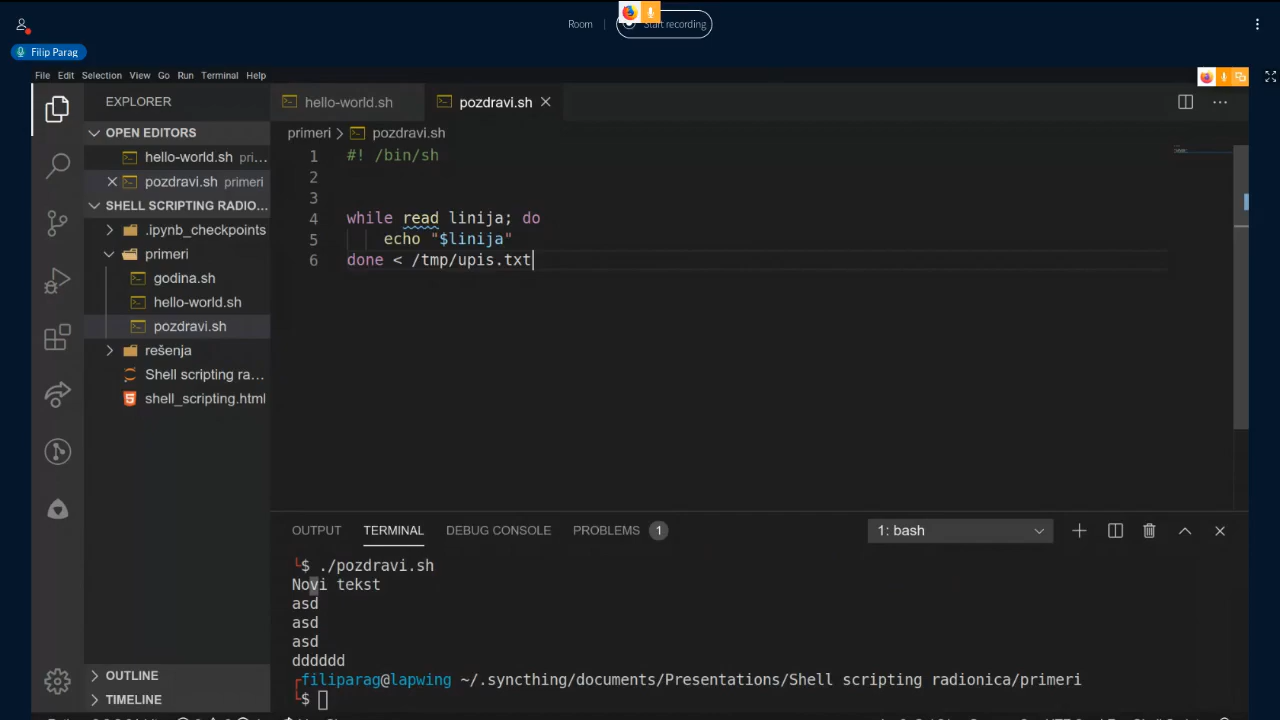 Room
Start recording
Filip Parag
File Edit Selection View Go Run Terminal Help
EXPLORER
OPEN EDITORS
hello-world.sh pri...
pozdravi.sh primeri
SHELL SCRIPTING RADIO...
.ipynb_checkpoints
primeri
godina.sh
hello-world.sh
pozdravi.sh
rešenja
Shell scripting ra...
shell_scripting.html
OUTLINE
TIMELINE
hello-world.sh
pozdravi.sh
primeri > pozdravi.sh
1 #! /bin/sh
2
3
4 while read linija; do
5 echo "$linija"
6 done < /tmp/upis.txt
OUTPUT TERMINAL DEBUG CONSOLE PROBLEMS 1
1: bash
$ ./pozdravi.sh
Novi tekst
asd
asd
asd
dddddd
filiparag@lapwing ~/.syncthing/documents/Presentations/Shell scripting radionica/primeri
$